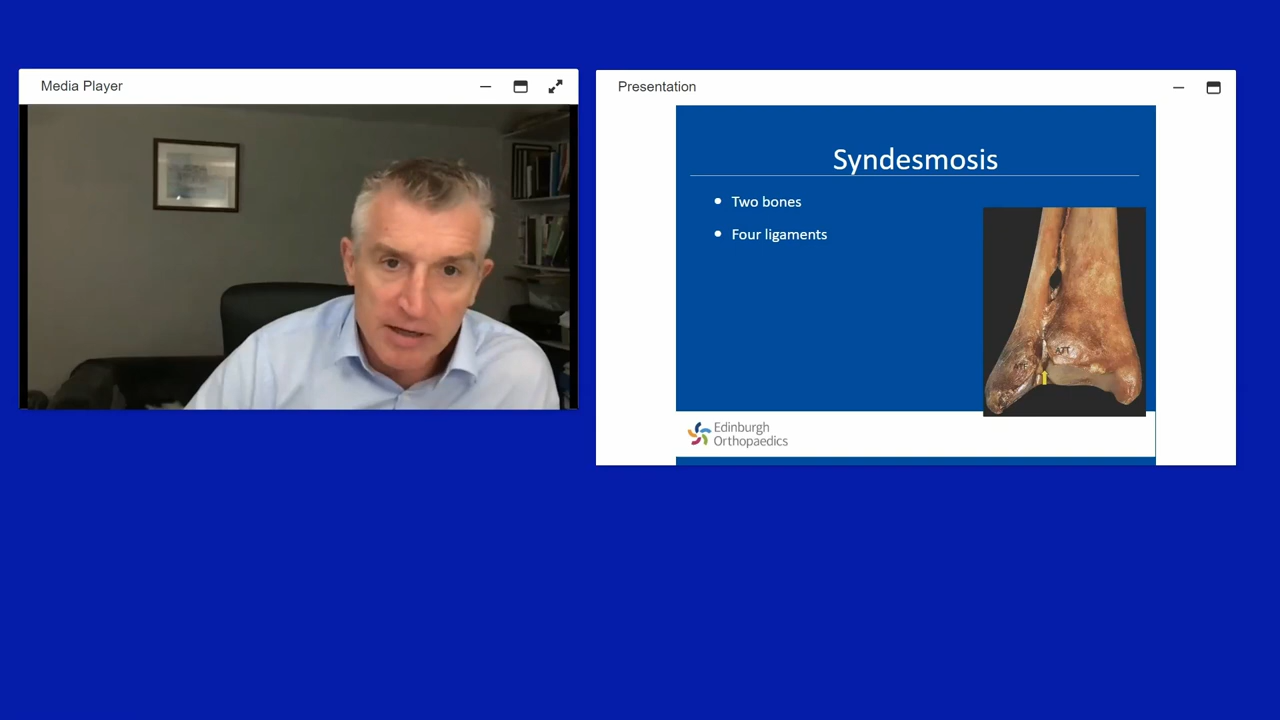 Media Player
Presentation
Syndesmosis
Two bones
Four ligaments
Edinburgh
Orthopaedics